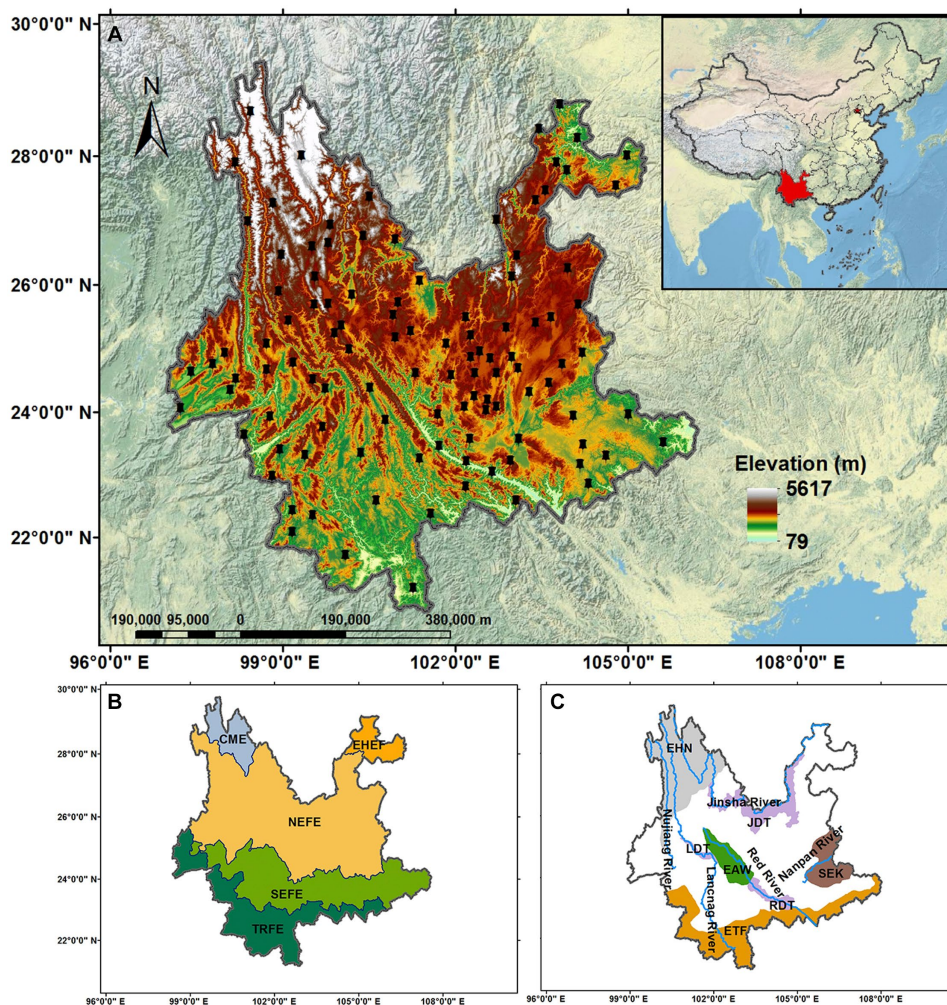 A
N
30°0'0" N
28°0'0" N
26°0'0" N
24°0'0" N
22°0'0" N
Elevation (m)
5617
79
190,000 95,000 0 190,000 380,000 m
96°0'0" E 99°0'0" E 102°0'0" E 105°0'0" E 108°0'0" E
B
30°0'0" N
28°0'0" N
26°0'0" N
24°0'0" N
22°0'0" N
CME
EHEF
NEFE
SEFE
TRFE
96°0'0" E 99°0'0" E 102°0'0" E 105°0'0" E 108°0'0" E
C
EHN
Jinsha River
JDT
Nujiang River
LDT
EAW
Red River
Nanpan River
SEK
Lancnag River
RDT
ETF
96°0'0" E 99°0'0" E 102°0'0" E 105°0'0" E 108°0'0" E